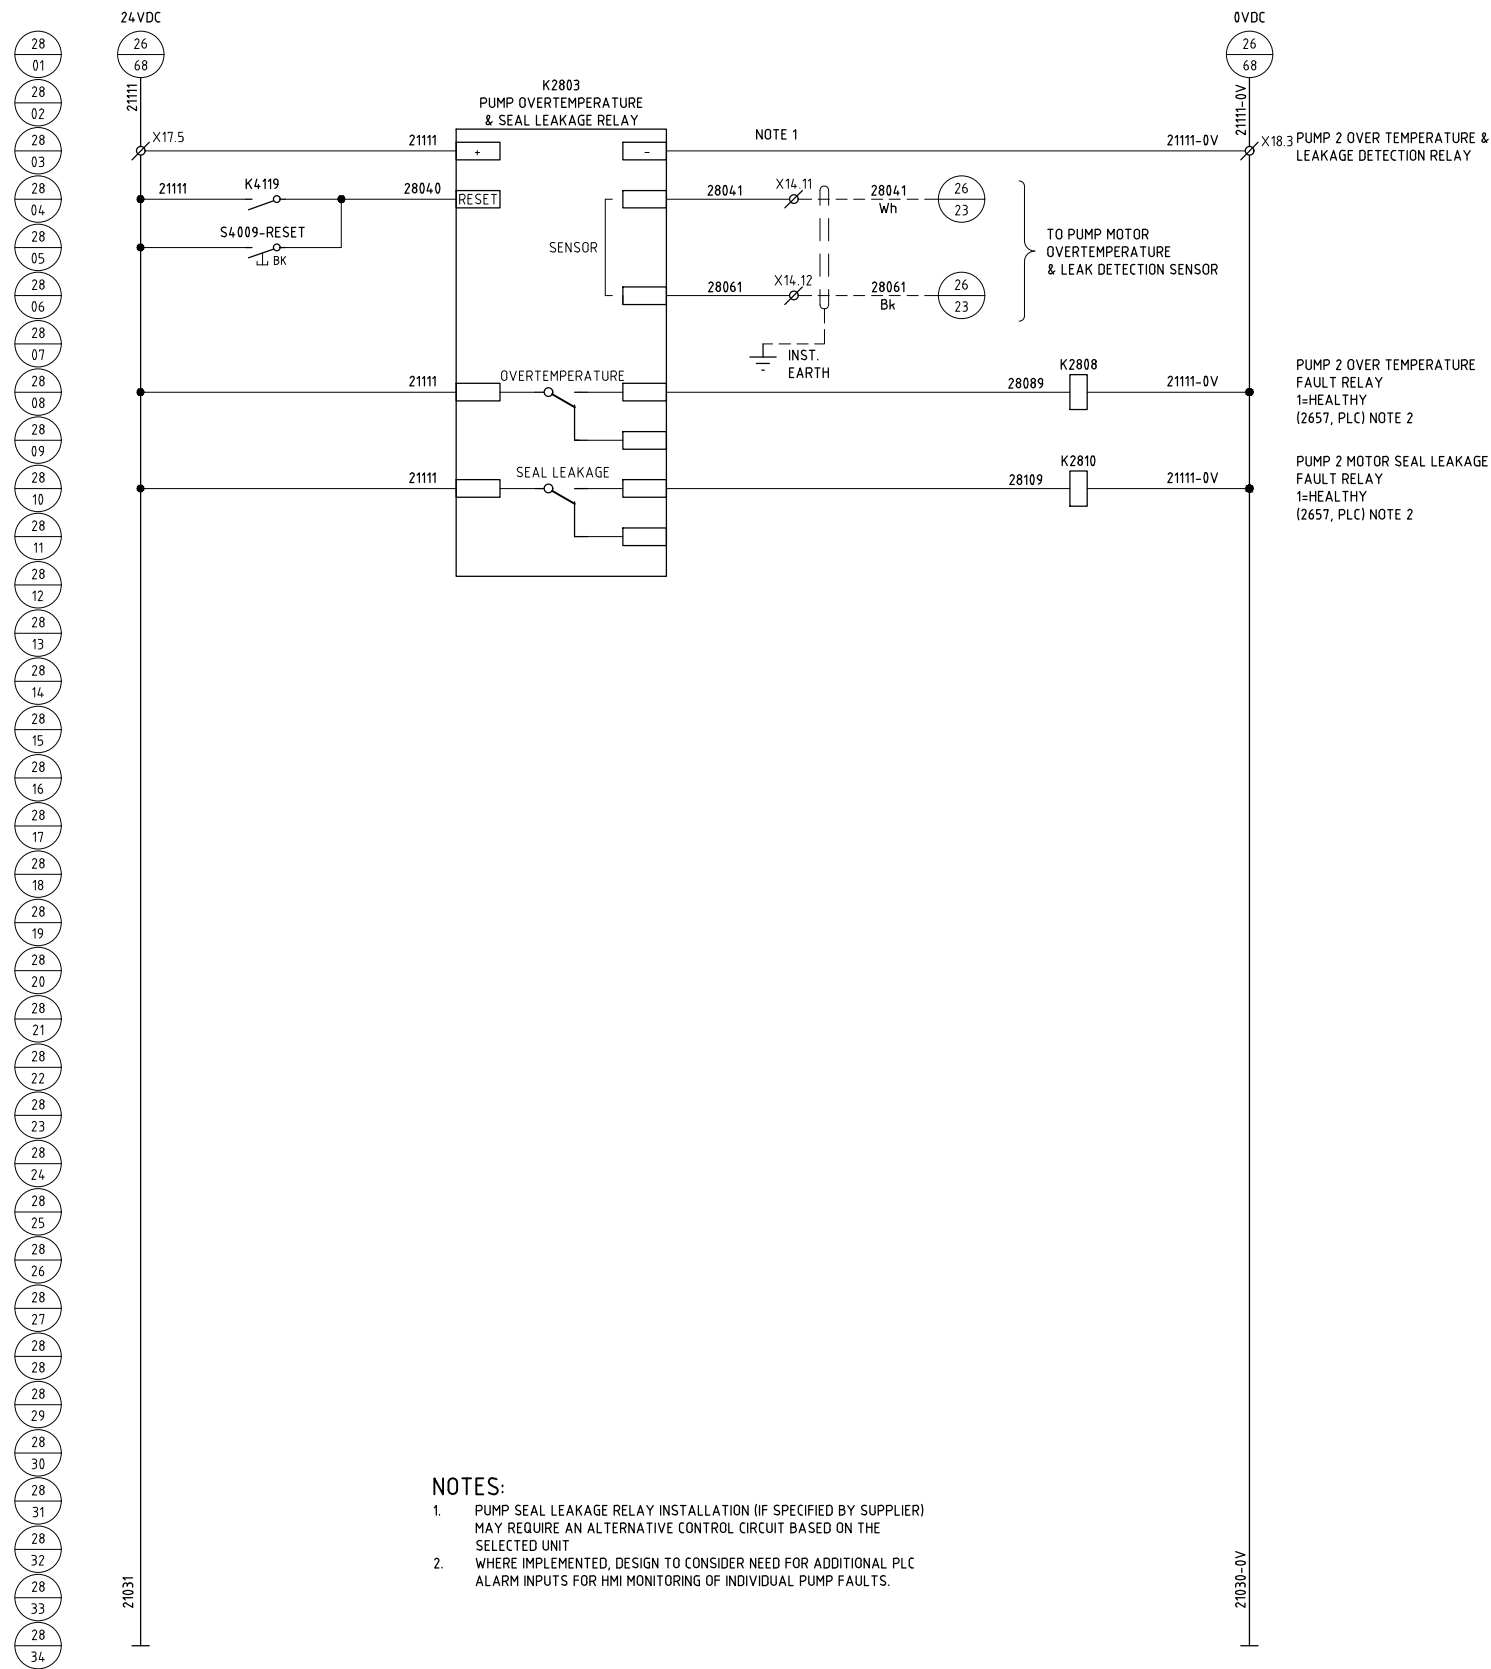 24VDC
0VDC
26
68
26
68
28
01
28
02
28
03
28
04
28
05
28
06
28
07
28
08
28
09
28
10
28
11
28
12
28
13
28
14
28
15
28
16
28
17
28
18
28
19
28
20
28
21
28
22
28
23
28
24
28
25
28
26
28
27
28
28
28
29
28
30
28
31
28
32
28
33
28
34
21111
21111-0V
K2803
PUMP OVERTEMPERATURE
& SEAL LEAKAGE RELAY
X17.5
21111
+
-
NOTE 1
21111-0V
X18.3
PUMP 2 OVER TEMPERATURE &
LEAKAGE DETECTION RELAY
21111
K4119
28040
RESET
28041
X14.11
28041
Wh
26
23
S4009-RESET
BK
SENSOR
TO PUMP MOTOR
OVERTEMPERATURE
& LEAK DETECTION SENSOR
28061
X14.12
28061
Bk
26
23
INST.
EARTH
21111
OVERTEMPERATURE
28089
K2808
21111-0V
PUMP 2 OVER TEMPERATURE
FAULT RELAY
1=HEALTHY
(2657, PLC) NOTE 2
21111
SEAL LEAKAGE
28109
K2810
21111-0V
PUMP 2 MOTOR SEAL LEAKAGE
FAULT RELAY
1=HEALTHY
(2657, PLC) NOTE 2
NOTES:
1. PUMP SEAL LEAKAGE RELAY INSTALLATION (IF SPECIFIED BY SUPPLIER)
MAY REQUIRE AN ALTERNATIVE CONTROL CIRCUIT BASED ON THE
SELECTED UNIT
2. WHERE IMPLEMENTED, DESIGN TO CONSIDER NEED FOR ADDITIONAL PLC
ALARM INPUTS FOR HMI MONITORING OF INDIVIDUAL PUMP FAULTS.
21031
21030-0V